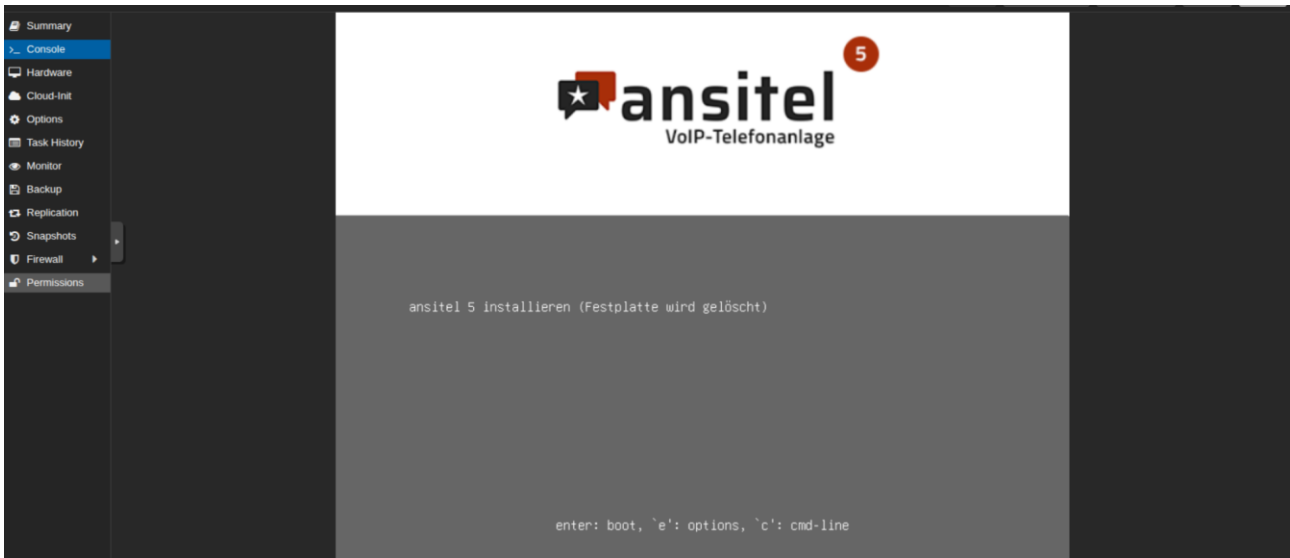 Summary
>_ Console
Hardware
Cloud-Init
Options
Task History
Monitor
Backup
Replication
Snapshots
Firewall
Permissions
5
ansitel
VoIP-Telefonanlage
ansitel 5 installieren (Festplatte wird gelöscht)
enter: boot, `e': options, `c': cmd-line